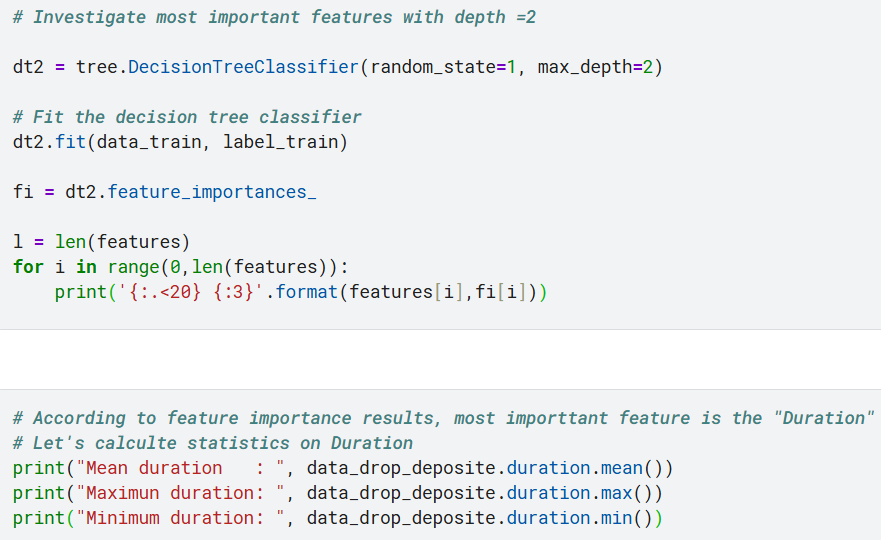 # Investigate most important features with depth =2
dt2 = tree.DecisionTreeClassifier(random_state=1, max_depth=2)
# Fit the decision tree classifier
dt2.fit(data_train, label_train)
fi = dt2.feature_importances_
l = len(features)
for i in range(0,len(features)):
    print('{:.<20} {:3}'.format(features[i],fi[i]))
# According to feature importance results, most importtant feature is the "Duration"
# Let's calculte statistics on Duration
print("Mean duration   : ", data_drop_deposite.duration.mean())
print("Maximun duration: ", data_drop_deposite.duration.max())
print("Minimum duration: ", data_drop_deposite.duration.min())